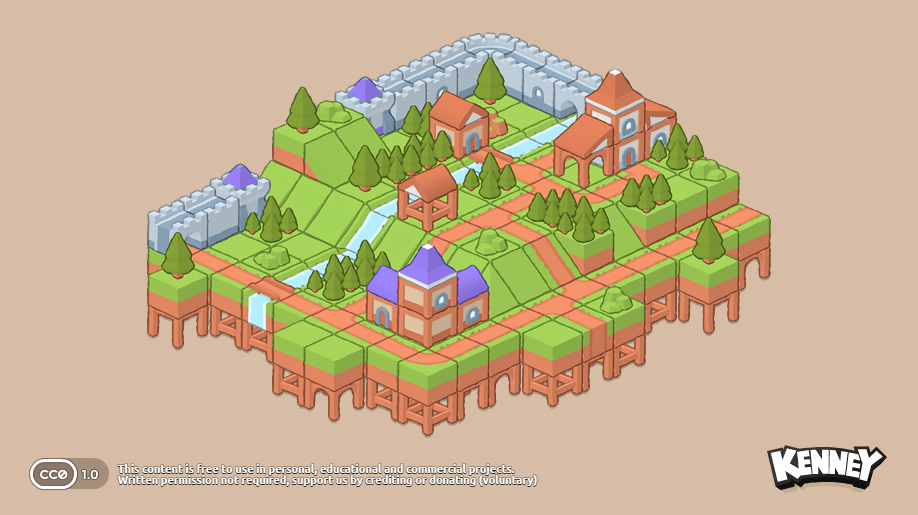 CC0 1.0
This content is free to use in personal, educational and commercial projects.
Written permission not required, support us by crediting or donating (voluntary)
KENNEY